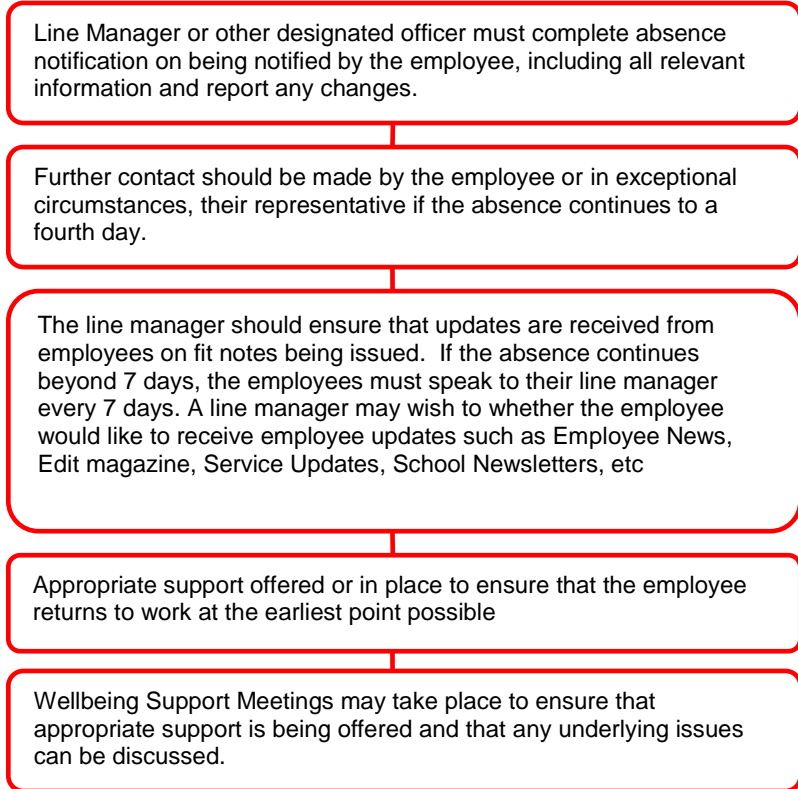 Line Manager or other designated officer must complete absence
notification on being notified by the employee, including all relevant
information and report any changes.
Further contact should be made by the employee or in exceptional
circumstances, their representative if the absence continues to a
fourth day.
The line manager should ensure that updates are received from
employees on fit notes being issued.  If the absence continues
beyond 7 days, the employees must speak to their line manager
every 7 days. A line manager may wish to whether the employee
would like to receive employee updates such as Employee News,
Edit magazine, Service Updates, School Newsletters, etc
Appropriate support offered or in place to ensure that the employee
returns to work at the earliest point possible
Wellbeing Support Meetings may take place to ensure that
appropriate support is being offered and that any underlying issues
can be discussed.